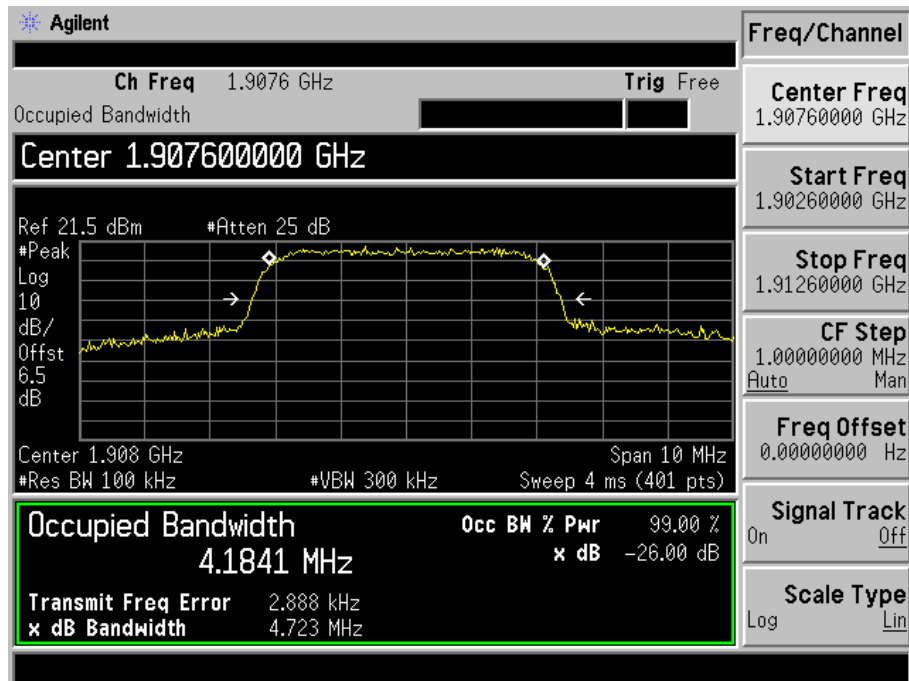 Agilent
Freq/Channel
Ch Freq 1.9076 GHz Trig Free
Occupied Bandwidth
Center 1.907600000 GHz
Ref 21.5 dBm #Atten 25 dB
#Peak
Log
10
dB/
Offst
6.5
dB
Center 1.908 GHz Span 10 MHz
#Res BW 100 kHz #VBW 300 kHz Sweep 4 ms (401 pts)
Occupied Bandwidth
4.1841 MHz
Occ BW % Pwr 99.00 %
x dB -26.00 dB
Transmit Freq Error 2.888 kHz
x dB Bandwidth 4.723 MHz
Center Freq
1.90760000 GHz
Start Freq
1.90260000 GHz
Stop Freq
1.91260000 GHz
CF Step
1.00000000 MHz
Auto Man
Freq Offset
0.00000000 Hz
Signal Track
On Off
Scale Type
Log Lin